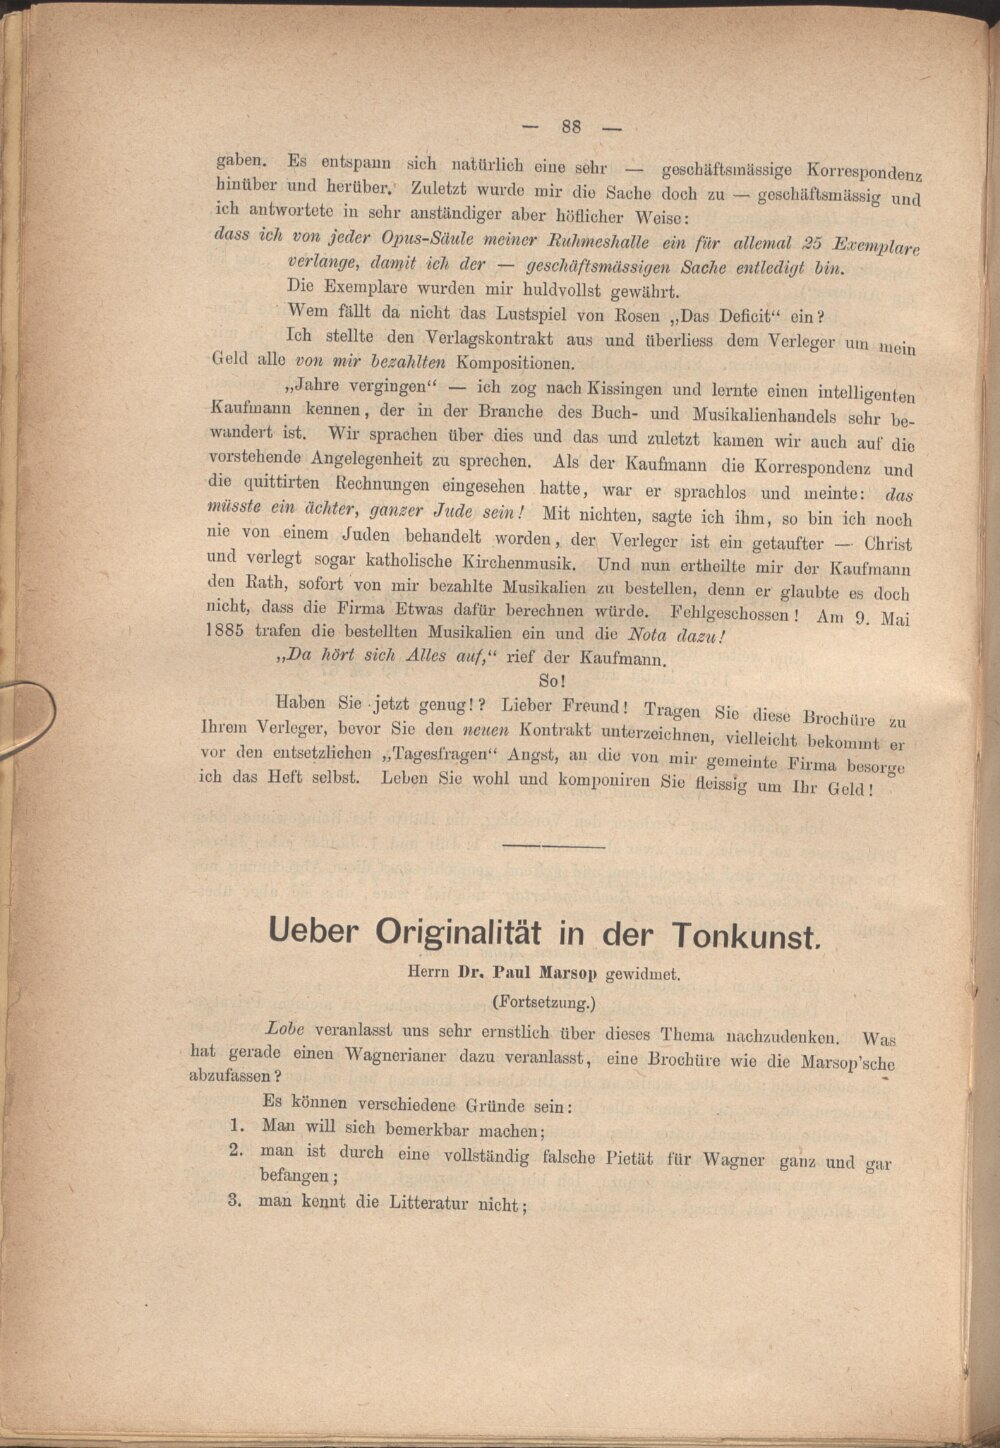 — 88 —
gaben. Es entspann sich natürlich eine sehr — geschäftsmässige Korrespondenz
hinüber und herüber. Zuletzt wurde mir die Sache doch zu — geschäftsmässig und
ich antwortete in sehr anständiger aber höflicher Weise:
dass ich von jeder Opus-Säule meiner Ruhmeshalle ein für allemal 25 Exemplare
verlange, damit ich der — geschäftsmässigen Sache entledigt bin.
Die Exemplare wurden mir huldvollst gewährt.
Wem fällt da nicht das Lustspiel von Rosen „Das Deficit“ ein?
Ich stellte den Verlagskontrakt aus und überliess dem Verleger um mein
Geld alle von mir bezahlten Kompositionen.
„Jahre vergingen“ — ich zog nach Kissingen und lernte einen intelligenten
Kaufmann kennen, der in der Branche des Buch- und Musikalienhandels sehr be-
wandert ist. Wir sprachen über dies und das und zuletzt kamen wir auch auf die
vorstehende Angelegenheit zu sprechen. Als der Kaufmann die Korrespondenz und
die quittirten Rechnungen eingesehen hatte, war er sprachlos und meinte: das
müsste ein ächter, ganzer Jude sein! Mit nichten, sagte ich ihm, so bin ich noch
nie von einem Juden behandelt worden, der Verleger ist ein getaufter — Christ
und verlegt sogar katholische Kirchenmusik. Und nun ertheilte mir der Kaufmann
den Rath, sofort von mir bezahlte Musikalien zu bestellen, denn er glaubte es doch
nicht, dass die Firma Etwas dafür berechnen würde. Fehlgeschossen! Am 9. Mai
1885 trafen die bestellten Musikalien ein und die Nota dazu!
„Da hört sich Alles auf,“ rief der Kaufmann.
So!
Haben Sie jetzt genug!? Lieber Freund! Tragen Sie diese Brochüre zu
Ihrem Verleger, bevor Sie den neuen Kontrakt unterzeichnen, vielleicht bekommt er
vor den entsetzlichen „Tagesfragen“ Angst, an die von mir gemeinte Firma besorge
ich das Heft selbst. Leben Sie wohl und komponiren Sie fleissig um Ihr Geld!
Ueber Originalität in der Tonkunst.
Herrn Dr. Paul Marsop gewidmet.
(Fortsetzung.)
Lobe veranlasst uns sehr ernstlich über dieses Thema nachzudenken. Was
hat gerade einen Wagnerianer dazu veranlasst, eine Brochüre wie die Marsop'sche
abzufassen?
Es können verschiedene Gründe sein:
1. Man will sich bemerkbar machen;
2. man ist durch eine vollständig falsche Pietät für Wagner ganz und gar
befangen;
3. man kennt die Litteratur nicht;